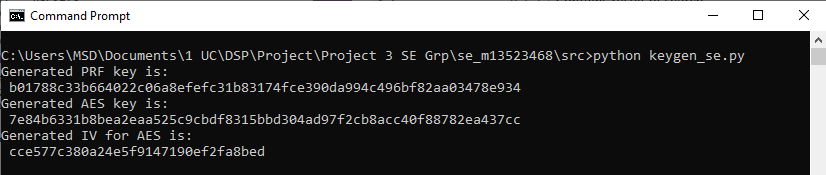 Command Prompt
C:\Users\MSD\Documents\1 UC\DSP\Project\Project 3 SE Grp\se_m13523468\src>python keygen_se.py
Generated PRF key is:
b01788c33b664022c06a8efefc31b83174fce390da994c496bf82aa03478e934
Generated AES key is:
7e84b6331b8bea2eaa525c9cbdf8315bbd304ad97f2cb8acc40f88782ea437cc
Generated IV for AES is:
cce577c380a24e5f9147190ef2fa8bed